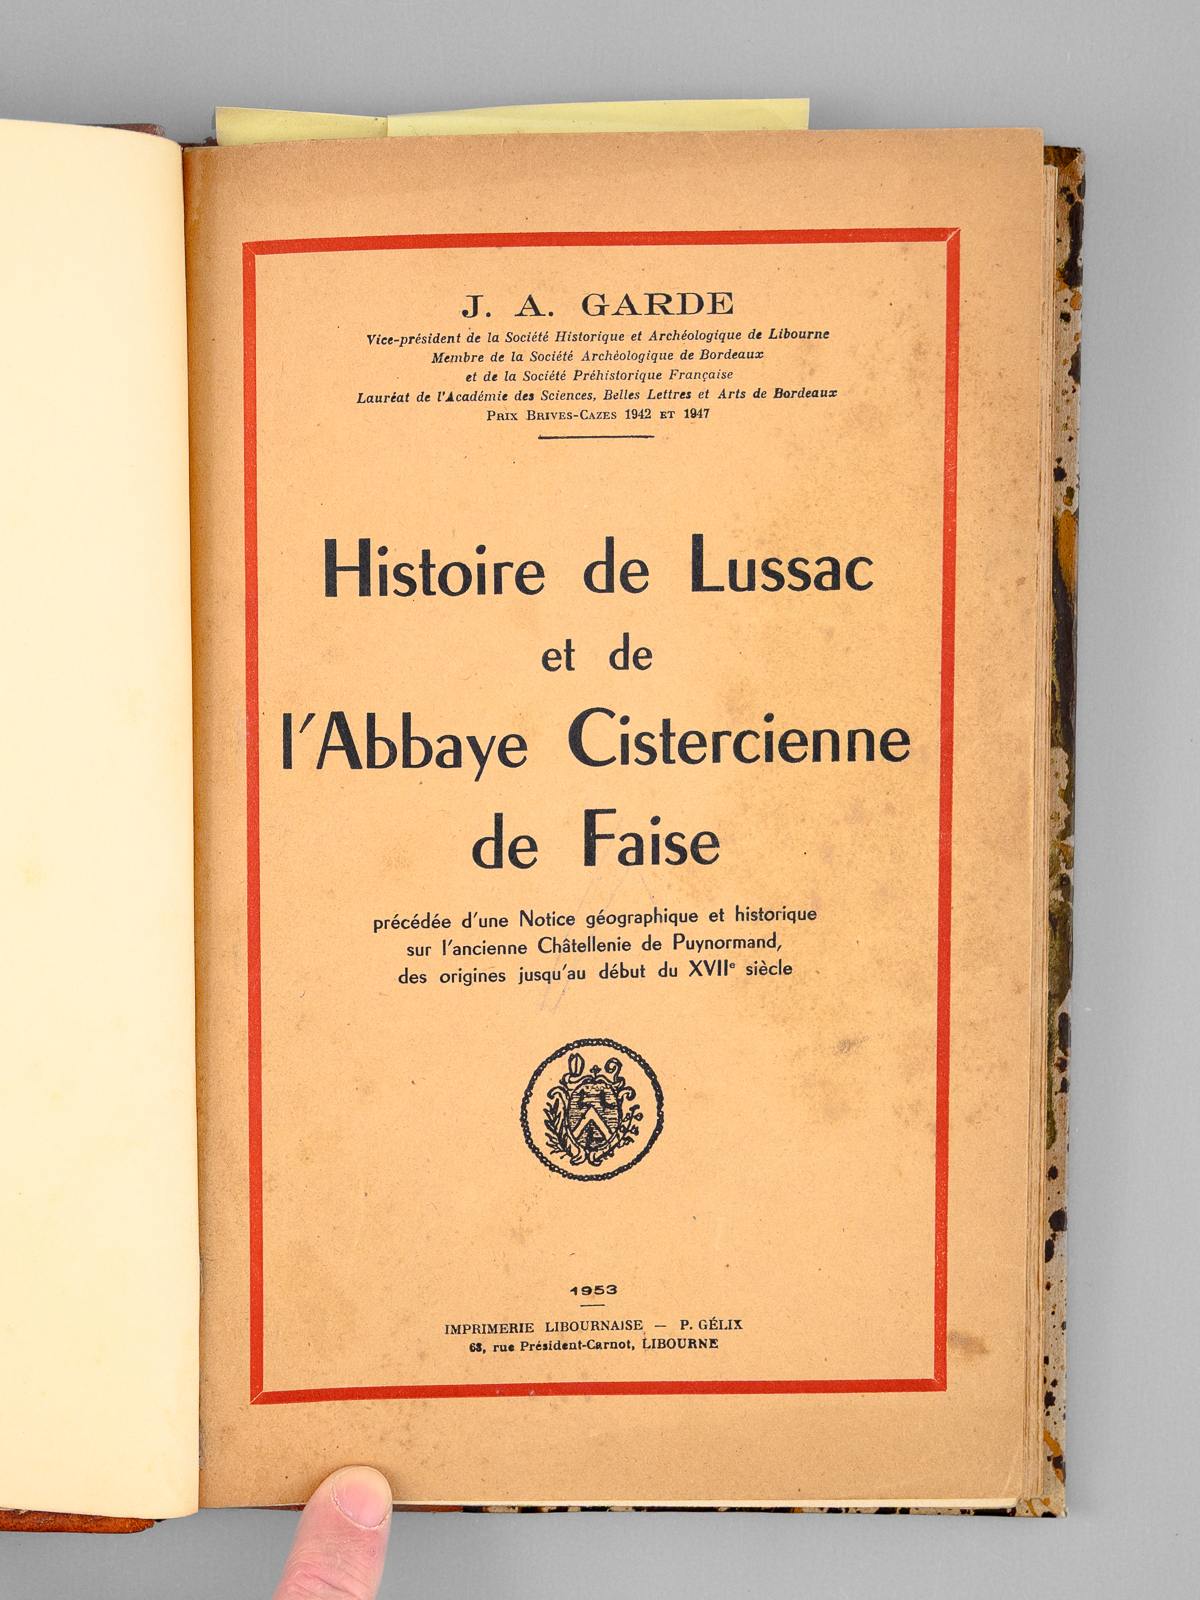 J. A. GARDE
Vice-président de la Société Historique et Archéologique de Libourne
Membre de la Société Archéologique de Bordeaux
et de la Société Préhistorique Française
Lauréat de l'Académie des Sciences, Belles Lettres et Arts de Bordeaux
PRIX BRIVES-CAZES 1942 ET 1947
Histoire de Lussac
et de
l'Abbaye Cistercienne
de Faise
précédée d'une Notice géographique et historique
sur l'ancienne Châtellenie de Puynormand,
des origines jusqu'au début du XVIIe siècle
1953
IMPRIMERIE LIBOURNAISE — P. GÉLIX
63, rue Président-Carnot, LIBOURNE